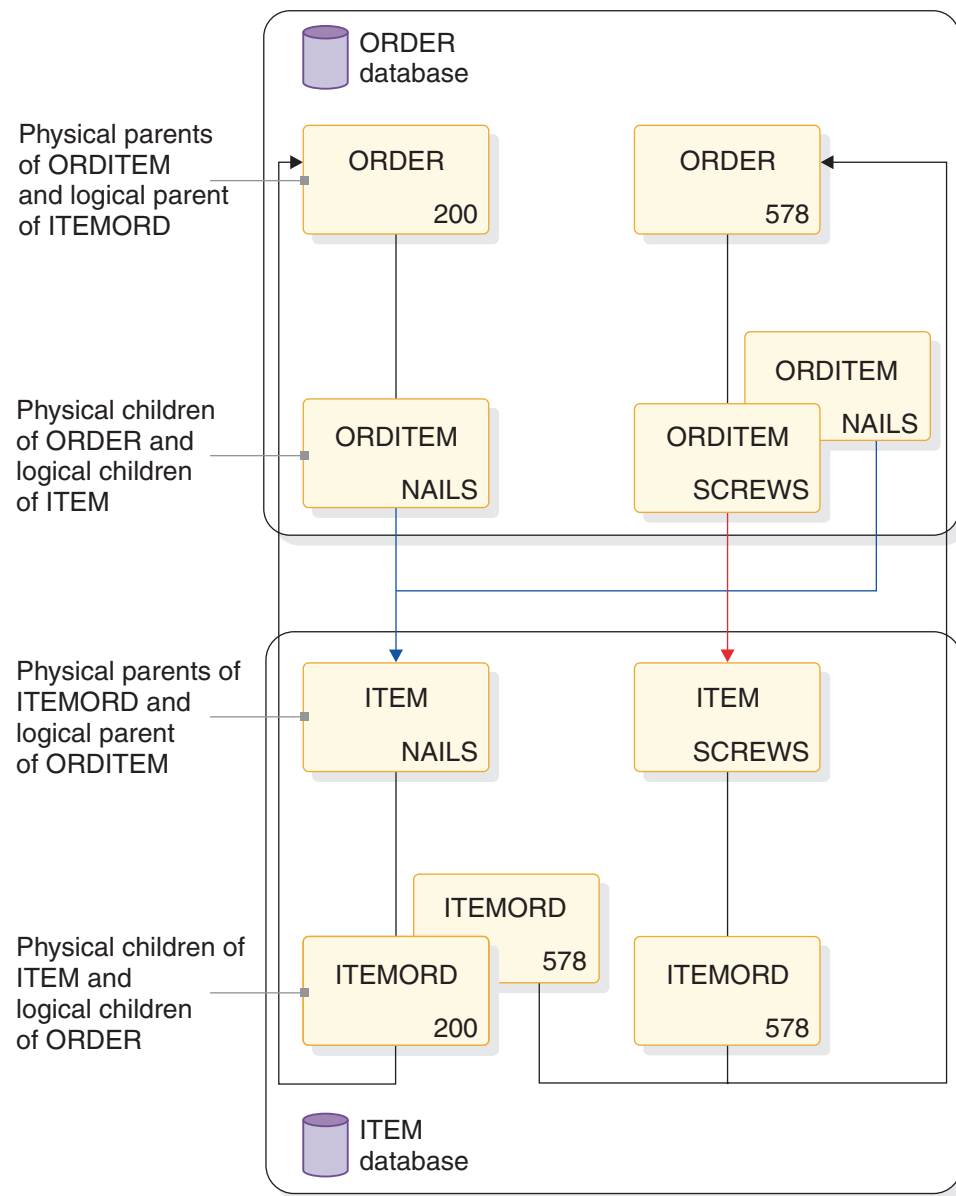 ORDER
database
Physical parents
of ORDITEM
and logical parent
of ITEMORD
ORDER
200
ORDER
578
Physical children
of ORDER and
logical children
of ITEM
ORDITEM
NAILS
ORDITEM
SCREWS
ORDITEM
NAILS
Physical parents of
ITEMORD and
logical parent
of ORDITEM
ITEM
NAILS
ITEM
SCREWS
Physical children of
ITEM and
logical children
of ORDER
ITEMORD
200
ITEMORD
578
ITEMORD
578
ITEM
database